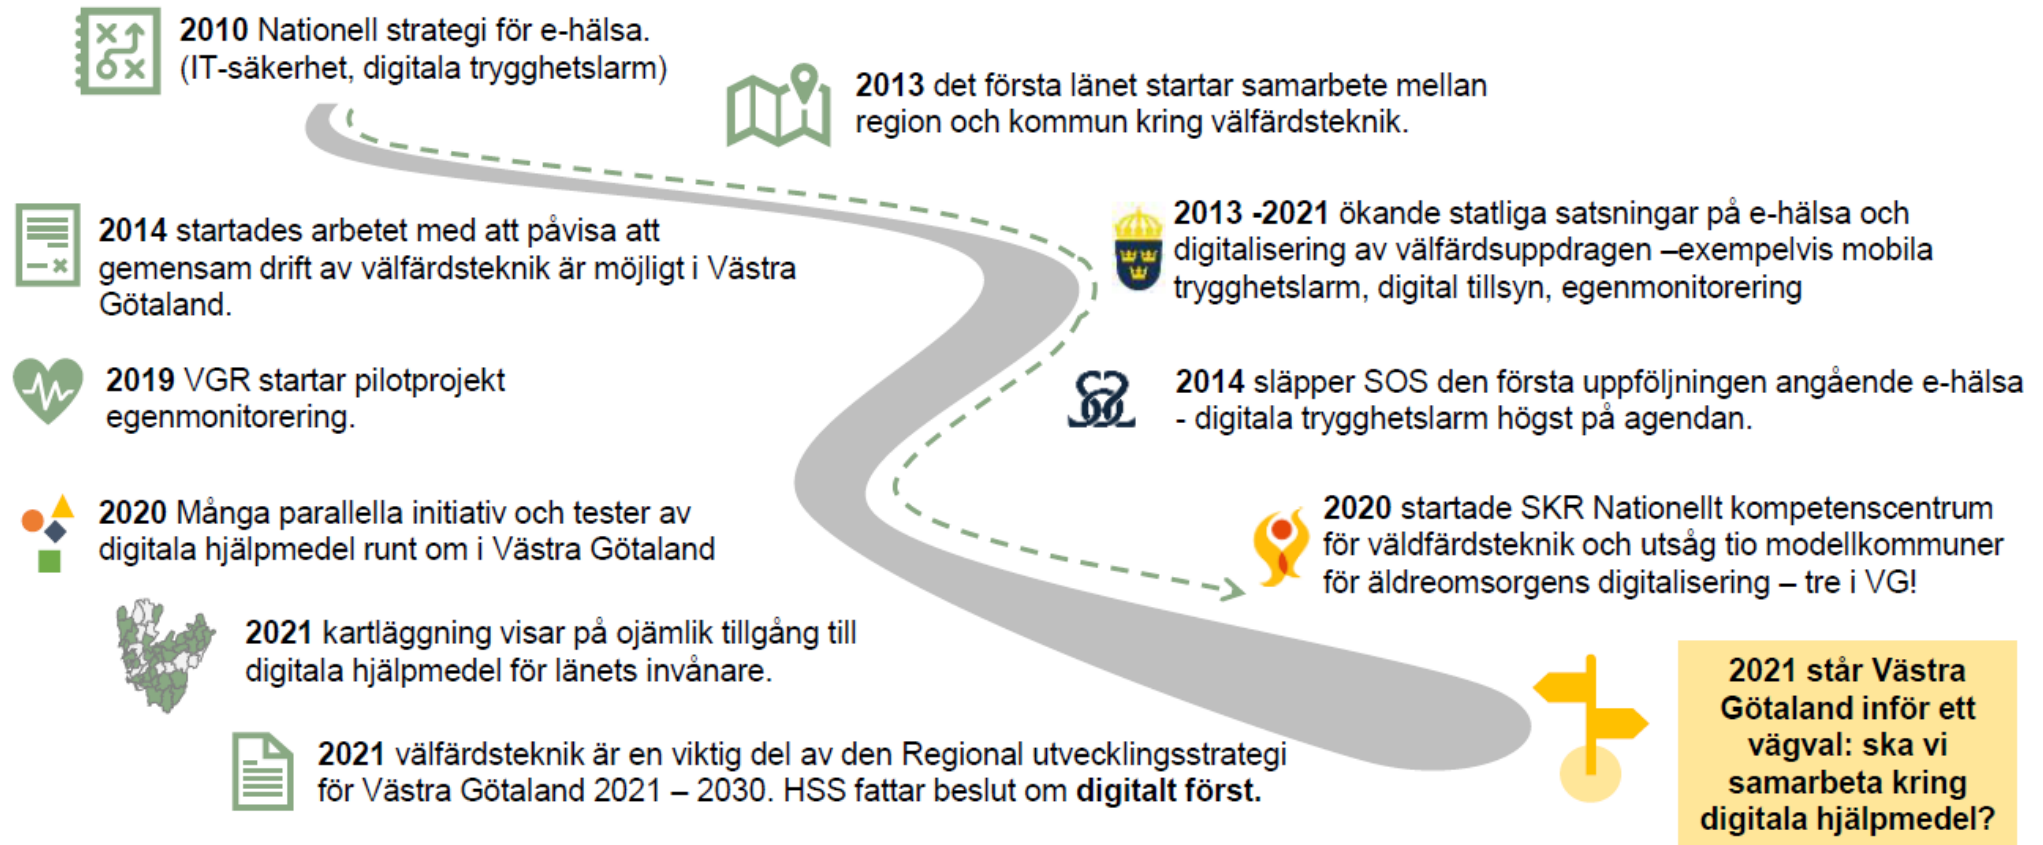 2010 Nationell strategi för e-hälsa.
(IT-säkerhet, digitala trygghetslarm)
2013 det första länet startar samarbete mellan
region och kommun kring välfärdsteknik.
2013 -2021 ökande statliga satsningar på e-hälsa och
digitalisering av välfärdsuppdragen –exempelvis mobila
trygghetslarm, digital tillsyn, egenmonitorering
2014 startades arbetet med att påvisa att
gemensam drift av välfärdsteknik är möjligt i Västra
Götaland.
2014 släpper SOS den första uppföljningen angående e-hälsa
- digitala trygghetslarm högst på agendan.
2019 VGR startar pilotprojekt
egenmonitorering.
2020 Många parallella initiativ och tester av
digitala hjälpmedel runt om i Västra Götaland
2020 startade SKR Nationellt kompetenscentrum
för väldfärdsteknik och utsåg tio modellkommuner
för äldreomsorgens digitalisering – tre i VG!
2021 kartläggning visar på ojämlik tillgång till
digitala hjälpmedel för länets invånare.
2021 välfärdsteknik är en viktig del av den Regional utvecklingsstrategi
för Västra Götaland 2021 – 2030. HSS fattar beslut om digitalt först.
2021 står Västra
Götaland inför ett
vägval: ska vi
samarbeta kring
digitala hjälpmedel?